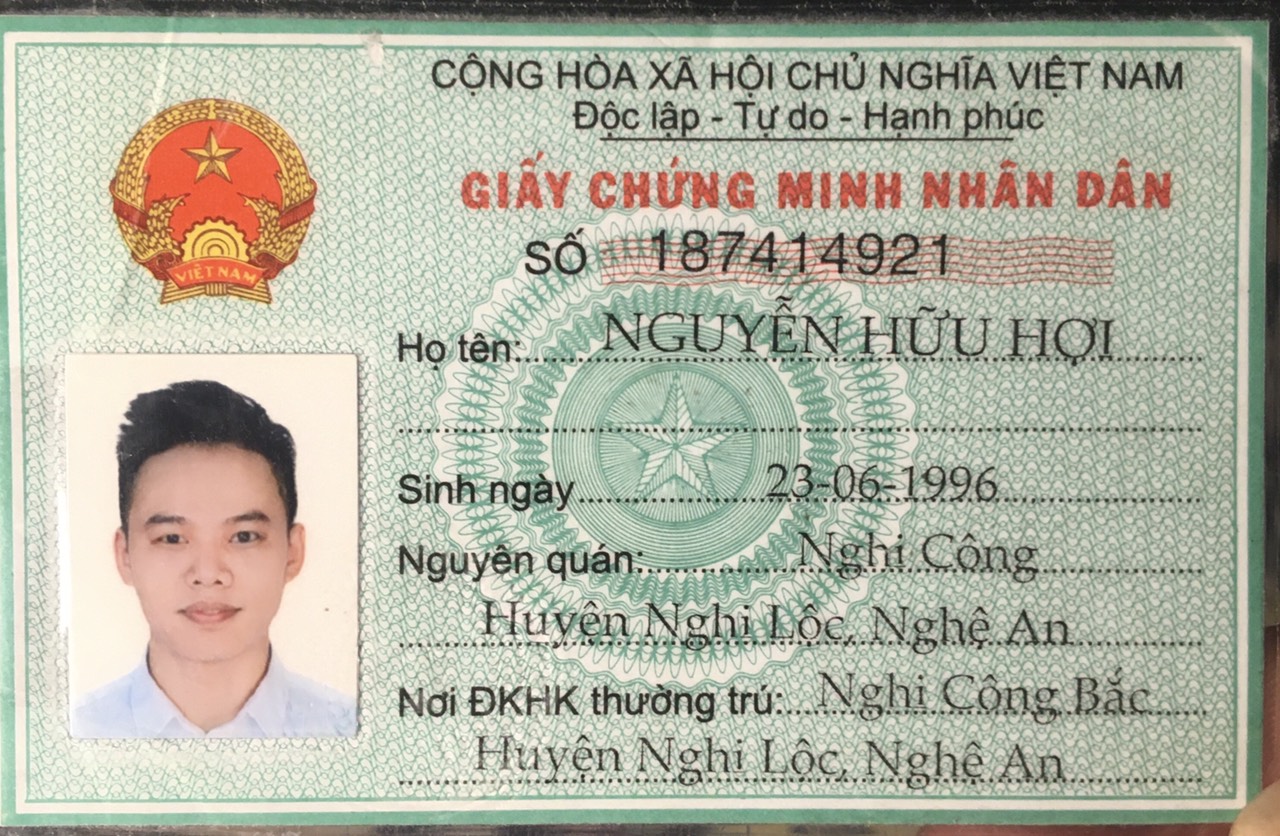 CỘNG HÒA XÃ HỘI CHỦ NGHĨA VIỆT NAM
Độc lập - Tự do - Hạnh phúc
GIẤY CHỨNG MINH NHÂN DÂN
SỐ 187414921
VIỆT NAM
Họ tên: NGUYỄN HỮU HỢI
Sinh ngày 23-06-1996
Nguyên quán: Nghi Công
Huyện Nghi Lộc, Nghệ An
Nơi ĐKHK thường trú: Nghi Công Bắc
Huyện Nghi Lộc, Nghệ An